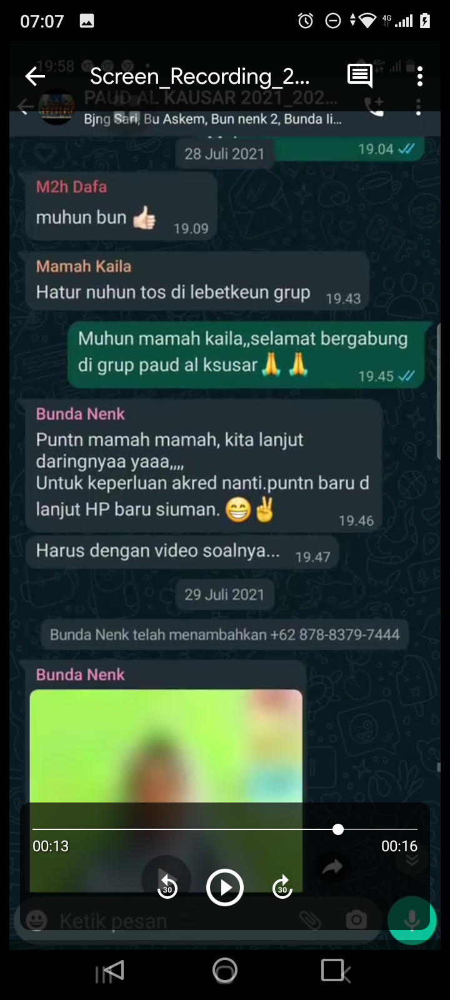 07:07
4G
19:58
Screen_Recording_2...
PAUD AL KAUSAR 2021_202...
Bjng Sari, Bu Askem, Bun nenk 2, Bunda li...
19.04
28 Juli 2021
M2h Dafa
muhun bun 👍🏻 19.09
Mamah Kaila
Hatur nuhun tos di lebetkeun grup 19.43
Muhun mamah kaila,,selamat bergabung
di grup paud al ksusar 🙏 🙏 19.45
Bunda Nenk
Puntn mamah mamah, kita lanjut
daringnyaa yaaa,,,,
Untuk keperluan akred nanti.puntn baru d
lanjut HP baru siuman. 😁✌ 19.46
Harus dengan video soalnya... 19.47
29 Juli 2021
Bunda Nenk telah menambahkan +62 878-8379-7444
Bunda Nenk
00:13 00:16
30 30
Ketik pesan